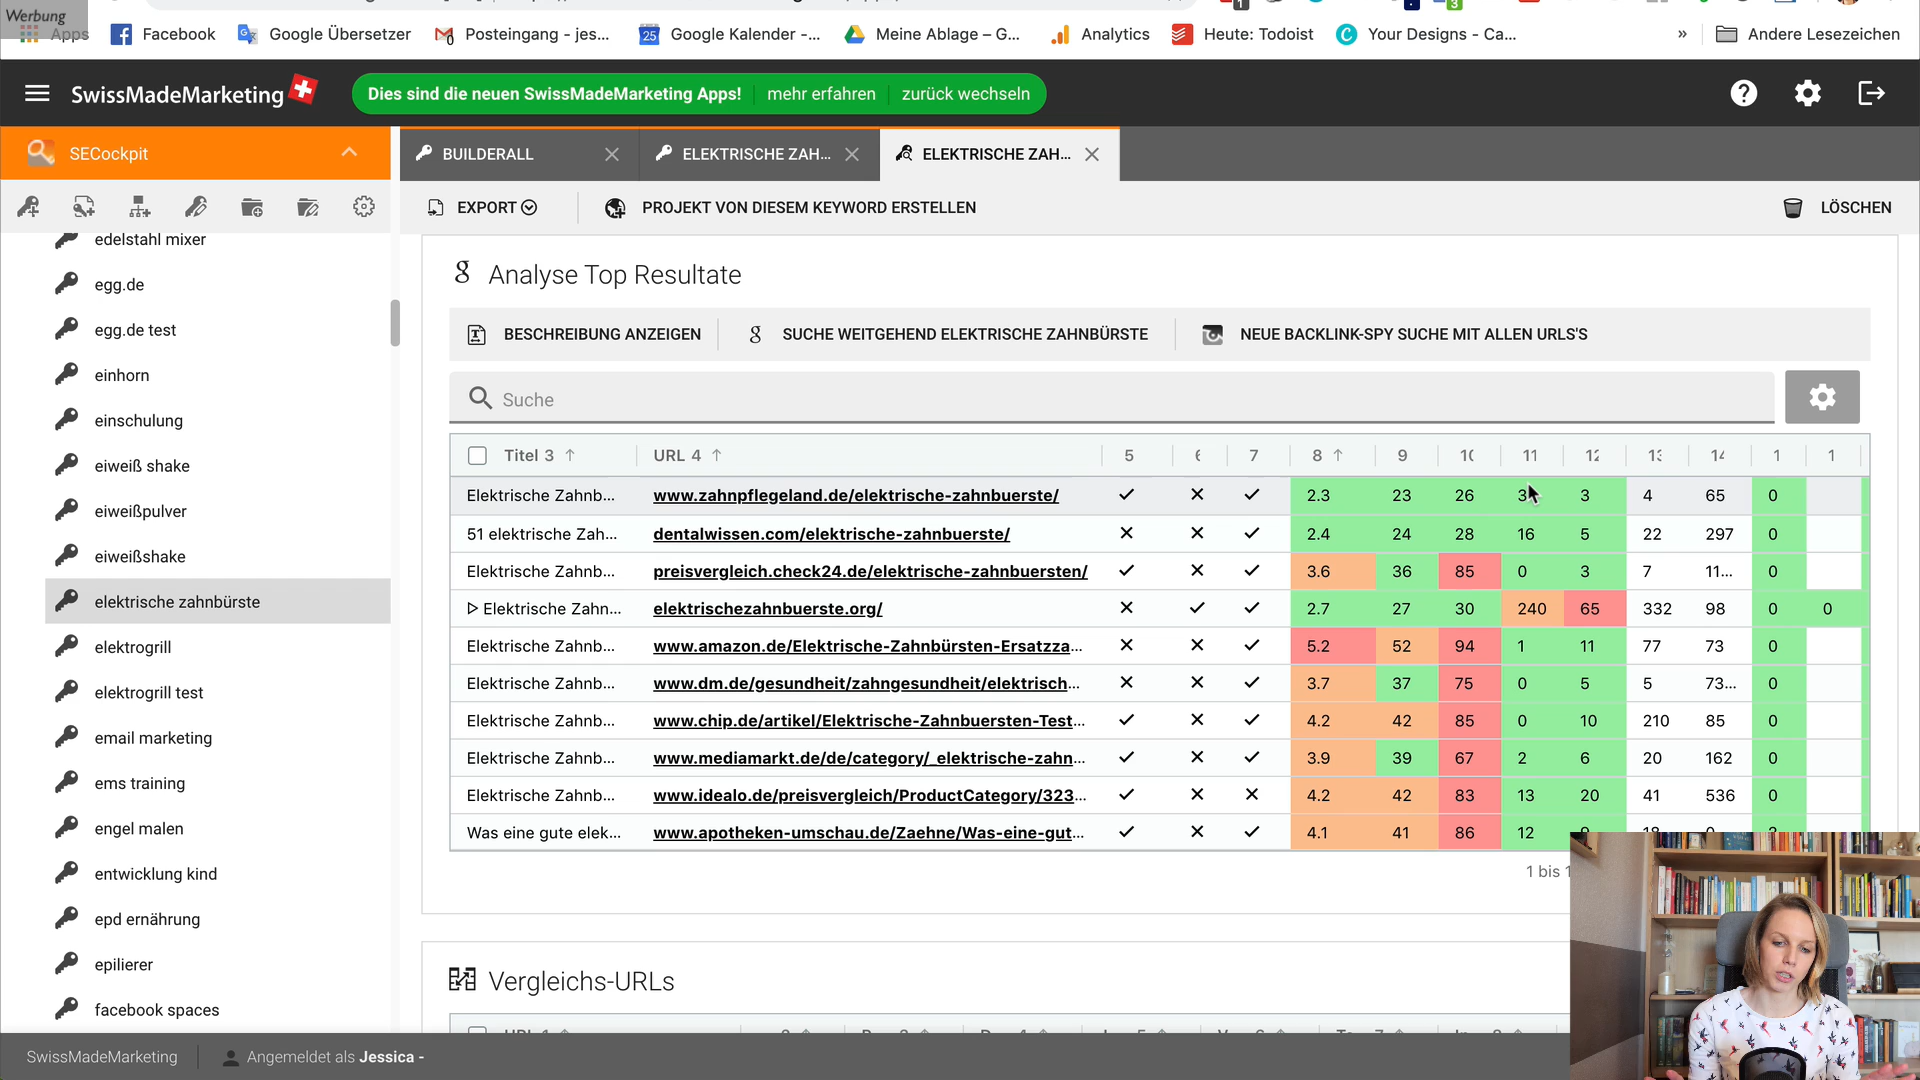 Werbung
Apps
Facebook
Google Übersetzer
Posteingang - jes...
Google Kalender -...
Meine Ablage – G...
Analytics
Heute: Todoist
Your Designs - Ca...
»
Andere Lesezeichen
SwissMadeMarketing
Dies sind die neuen SwissMadeMarketing Apps!
mehr erfahren
zurück wechseln
SECockpit
BUILDERALL
ELEKTRISCHE ZAH...
ELEKTRISCHE ZAH...
EXPORT
PROJEKT VON DIESEM KEYWORD ERSTELLEN
LÖSCHEN
edelstahl mixer
egg.de
egg.de test
einhorn
einschulung
eiweiß shake
eiweißpulver
eiweißshake
elektrische zahnbürste
elektrogrill
elektrogrill test
email marketing
ems training
engel malen
entwicklung kind
epd ernährung
epilierer
facebook spaces
Analyse Top Resultate
BESCHREIBUNG ANZEIGEN
SUCHE WEITGEHEND ELEKTRISCHE ZAHNBÜRSTE
NEUE BACKLINK-SPY SUCHE MIT ALLEN URLS'S
Suche
Titel 3 URL 4 5 6 7 8 9 10 11 12 13 14 1 1
Elektrische Zahnb... www.zahnpflegeland.de/elektrische-zahnbuerste/ 2.3 23 26 3 3 4 65 0
51 elektrische Zah... dentalwissen.com/elektrische-zahnbuerste/ 2.4 24 28 16 5 22 297 0
Elektrische Zahnb... preisvergleich.check24.de/elektrische-zahnbuersten/ 3.6 36 85 0 3 7 11... 0
Elektrische Zahn... elektrischezahnbuerste.org/ 2.7 27 30 240 65 332 98 0 0
Elektrische Zahnb... www.amazon.de/Elektrische-Zahnbürsten-Ersatzza... 5.2 52 94 1 11 77 73 0
Elektrische Zahnb... www.dm.de/gesundheit/zahngesundheit/elektrisch... 3.7 37 75 0 5 5 73... 0
Elektrische Zahnb... www.chip.de/artikel/Elektrische-Zahnbuersten-Test... 4.2 42 85 0 10 210 85 0
Elektrische Zahnb... www.mediamarkt.de/de/category/_elektrische-zahn... 3.9 39 67 2 6 20 162 0
Elektrische Zahnb... www.idealo.de/preisvergleich/ProductCategory/323... 4.2 42 83 13 20 41 536 0
Was eine gute elek... www.apotheken-umschau.de/Zaehne/Was-eine-gut... 4.1 41 86 12
1 bis 1
Vergleichs-URLs
SwissMadeMarketing
Angemeldet als Jessica -